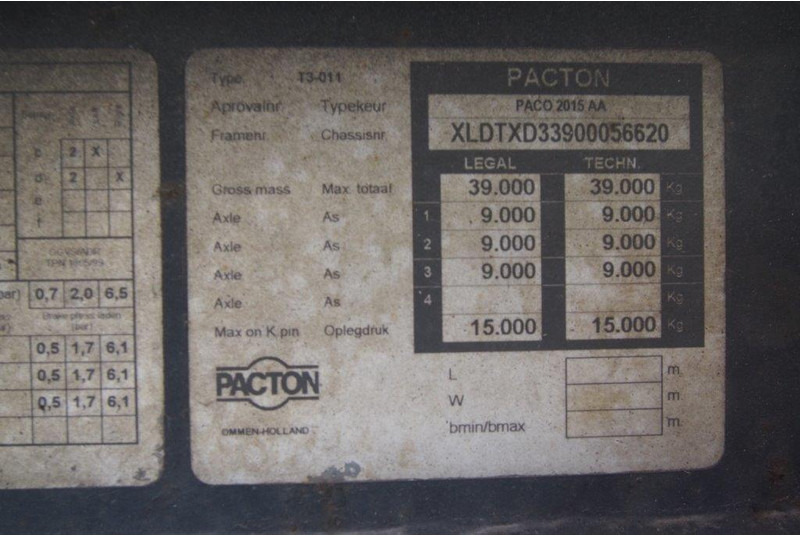 2 X
d 2 X
e
f
bar) 0,7 2,0 6,5
0,5 1,7 6,1
0,5 1,7 6,1
0,5 1,7 6,1
Type T3-011 PACTON
Aprovalnr Typekeur PACO 2015 AA
Framenr. Chassisnr XLDTXD33900056620
LEGAL TECHN.
Gross mass Max. totaal 39.000 39.000 Kg
Axle As 1 9.000 9.000 Kg
Axle As 2 9.000 9.000 Kg
Axle As 3 9.000 9.000 Kg
Axle As 4 Kg
Max on K.pin Oplegdruk 15.000 15.000 Kg
PACTON
OMMEN-HOLLAND
L m.
W m.
bmin/bmax m.